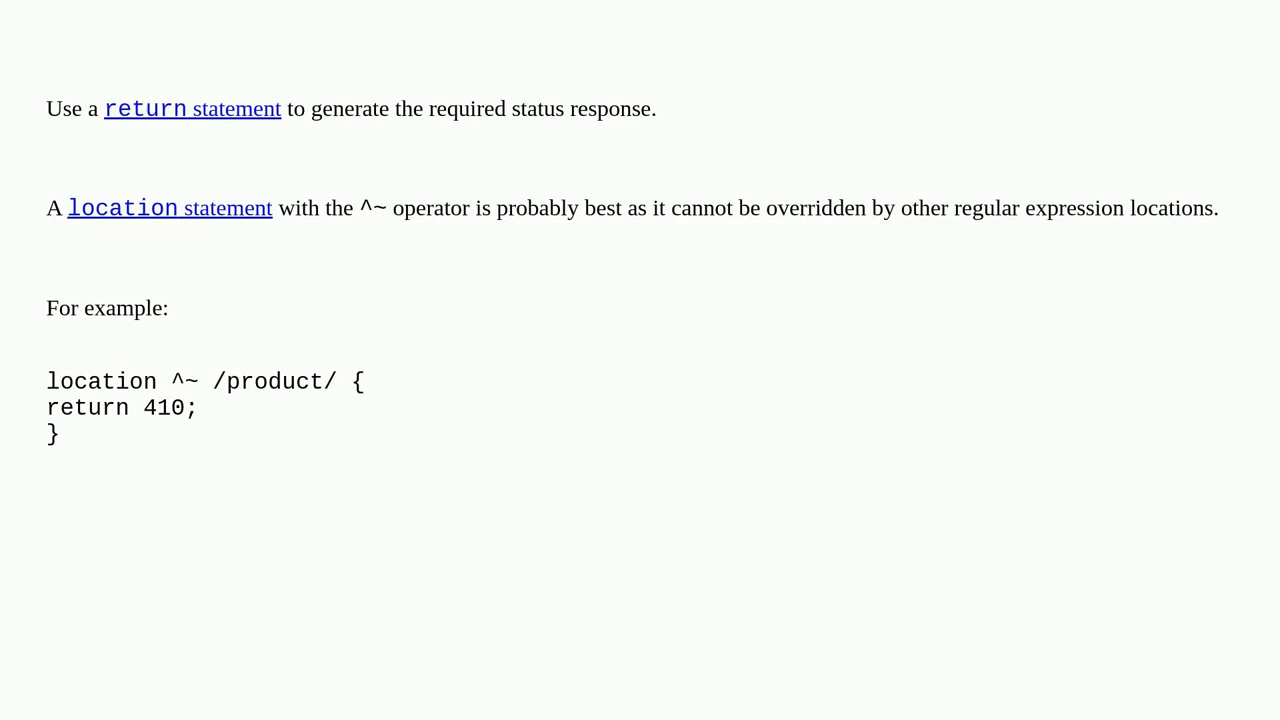 Use a return statement to generate the required status response.
A location statement with the ^~ operator is probably best as it cannot be overridden by other regular expression locations.
For example:
location ^~ /product/ {
return 410;
}